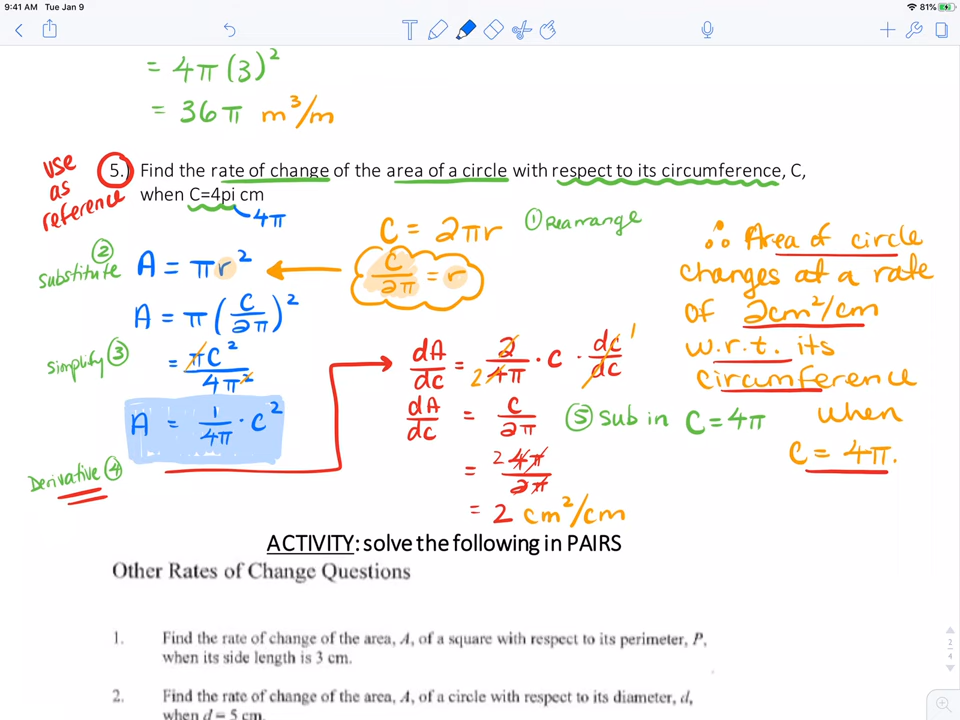 9:41 AM Tue Jan 9
81%
= 4π (3)²
= 36π m³/m
use as reference
5.) Find the rate of change of the area of a circle with respect to its circumference, C,
when C=4pi cm
4π
C = 2πr
① Rearrange
C/2π = r
② Substitute
A = πr²
A = π(C/2π)²
Simplify ③
= πC²/4π²
A = 1/4π · C²
Derivative ④
dA/dc = 2/4π · C · dc/dc
2
1
dA/dc = C/2π
⑤ Sub in C = 4π
= 4π/2π
2
= 2 cm²/cm
∴ Area of circle
changes at a rate
of 2cm²/cm
w.r.t. its
circumference
when
C = 4π.
ACTIVITY: solve the following in PAIRS
Other Rates of Change Questions
1. Find the rate of change of the area, A, of a square with respect to its perimeter, P,
when its side length is 3 cm.
2. Find the rate of change of the area, A, of a circle with respect to its diameter, d,
when d = 5 cm.
2
4